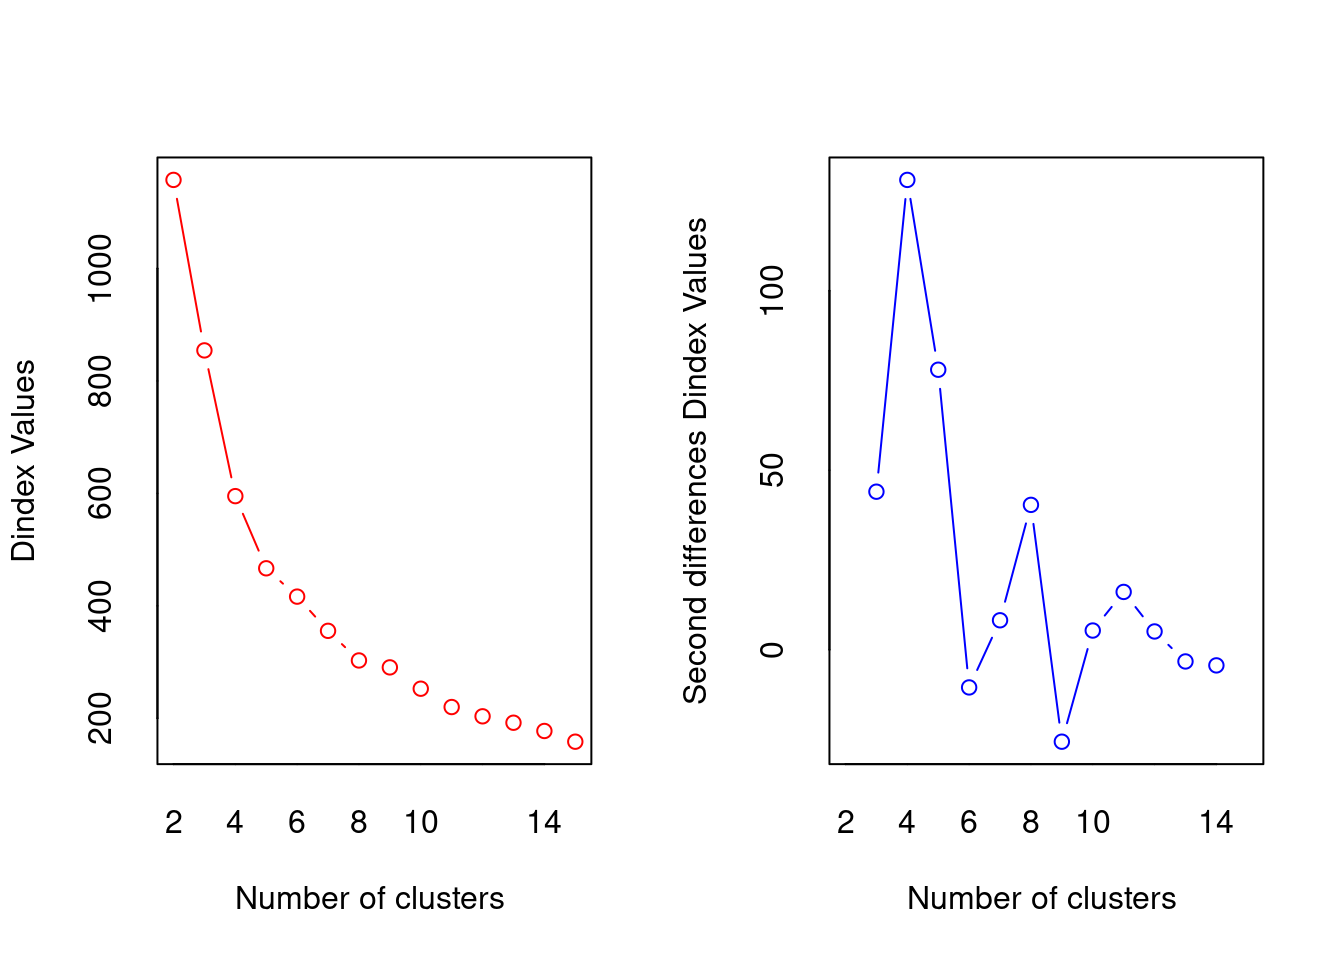 Dindex Values
1000
800
600
400
200
2 4 6 8 10 14
Number of clusters
Second differences Dindex Values
100
50
0
2 4 6 8 10 14
Number of clusters